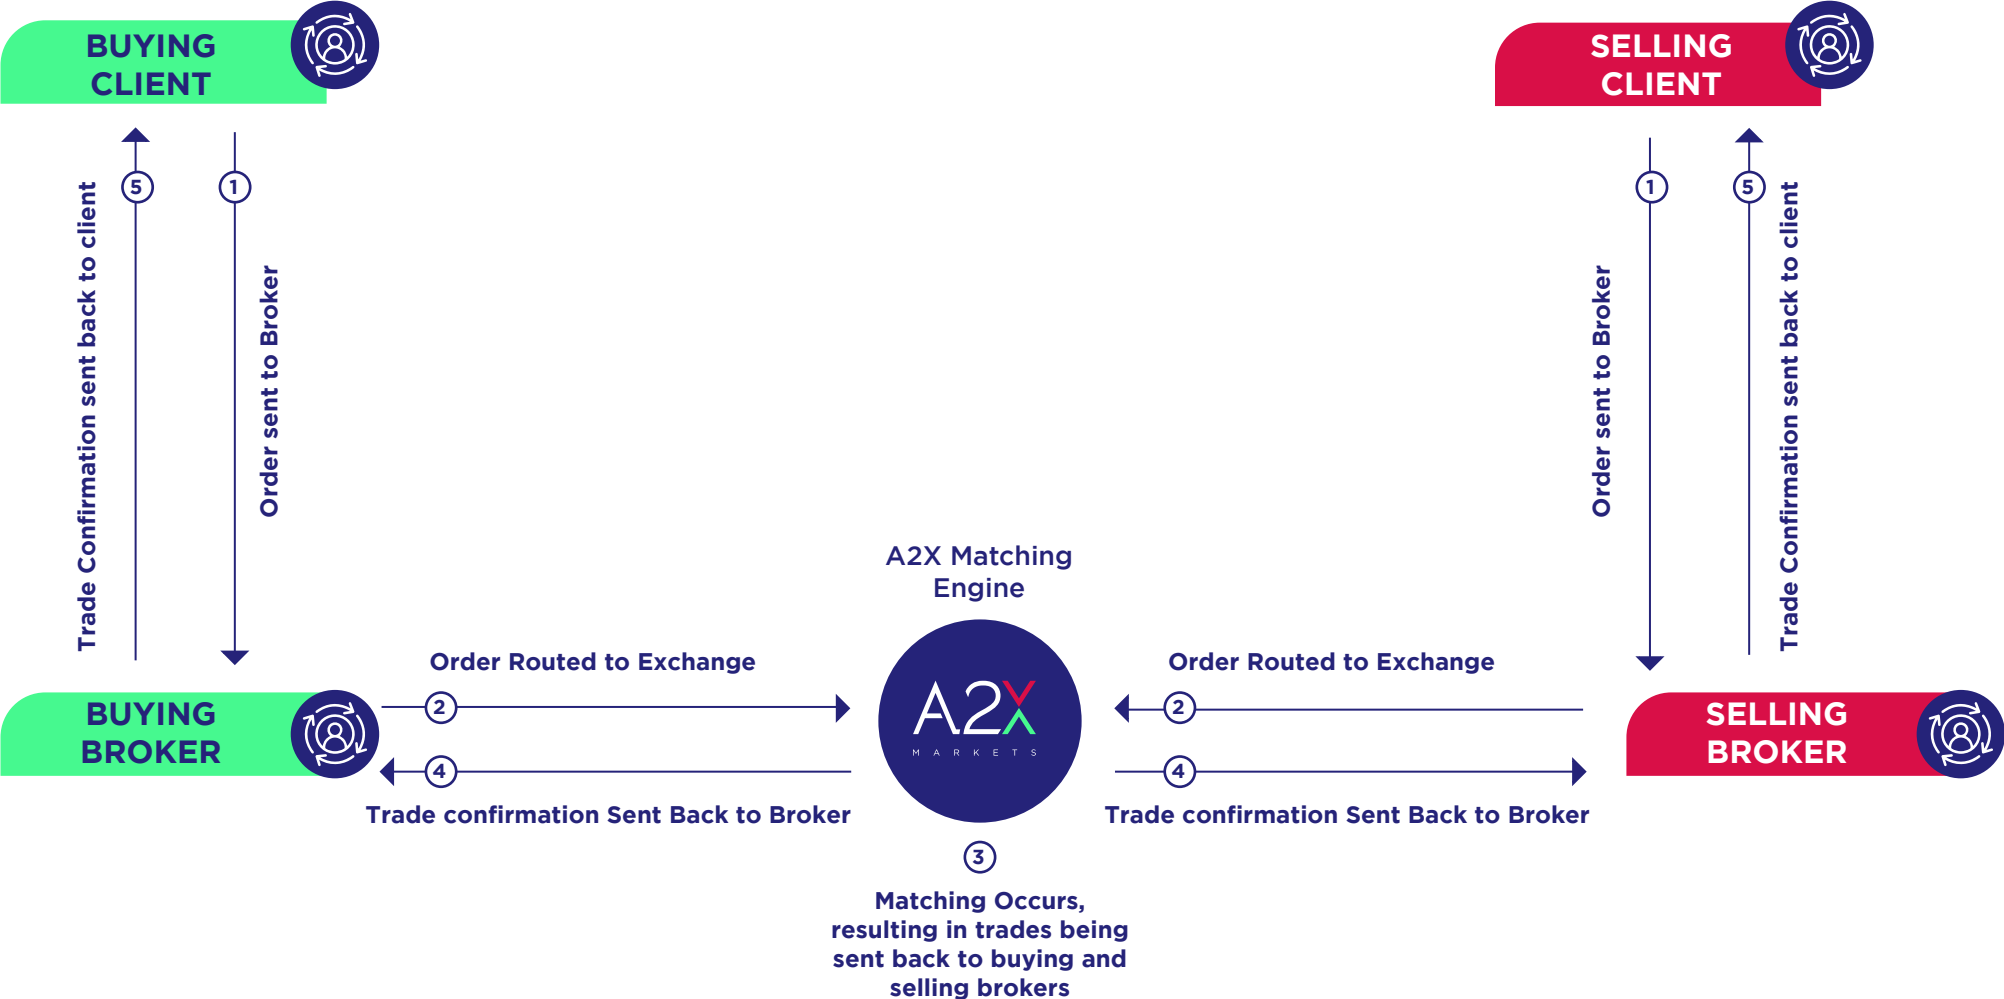 BUYING
CLIENT
SELLING
CLIENT
5
1
1
5
Trade Confirmation sent back to client
Order sent to Broker
Order sent to Broker
Trade Confirmation sent back to client
A2X Matching
Engine
Order Routed to Exchange
Order Routed to Exchange
2
2
BUYING
BROKER
A2X
MARKETS
SELLING
BROKER
4
4
Trade confirmation Sent Back to Broker
Trade confirmation Sent Back to Broker
3
Matching Occurs,
resulting in trades being
sent back to buying and
selling brokers